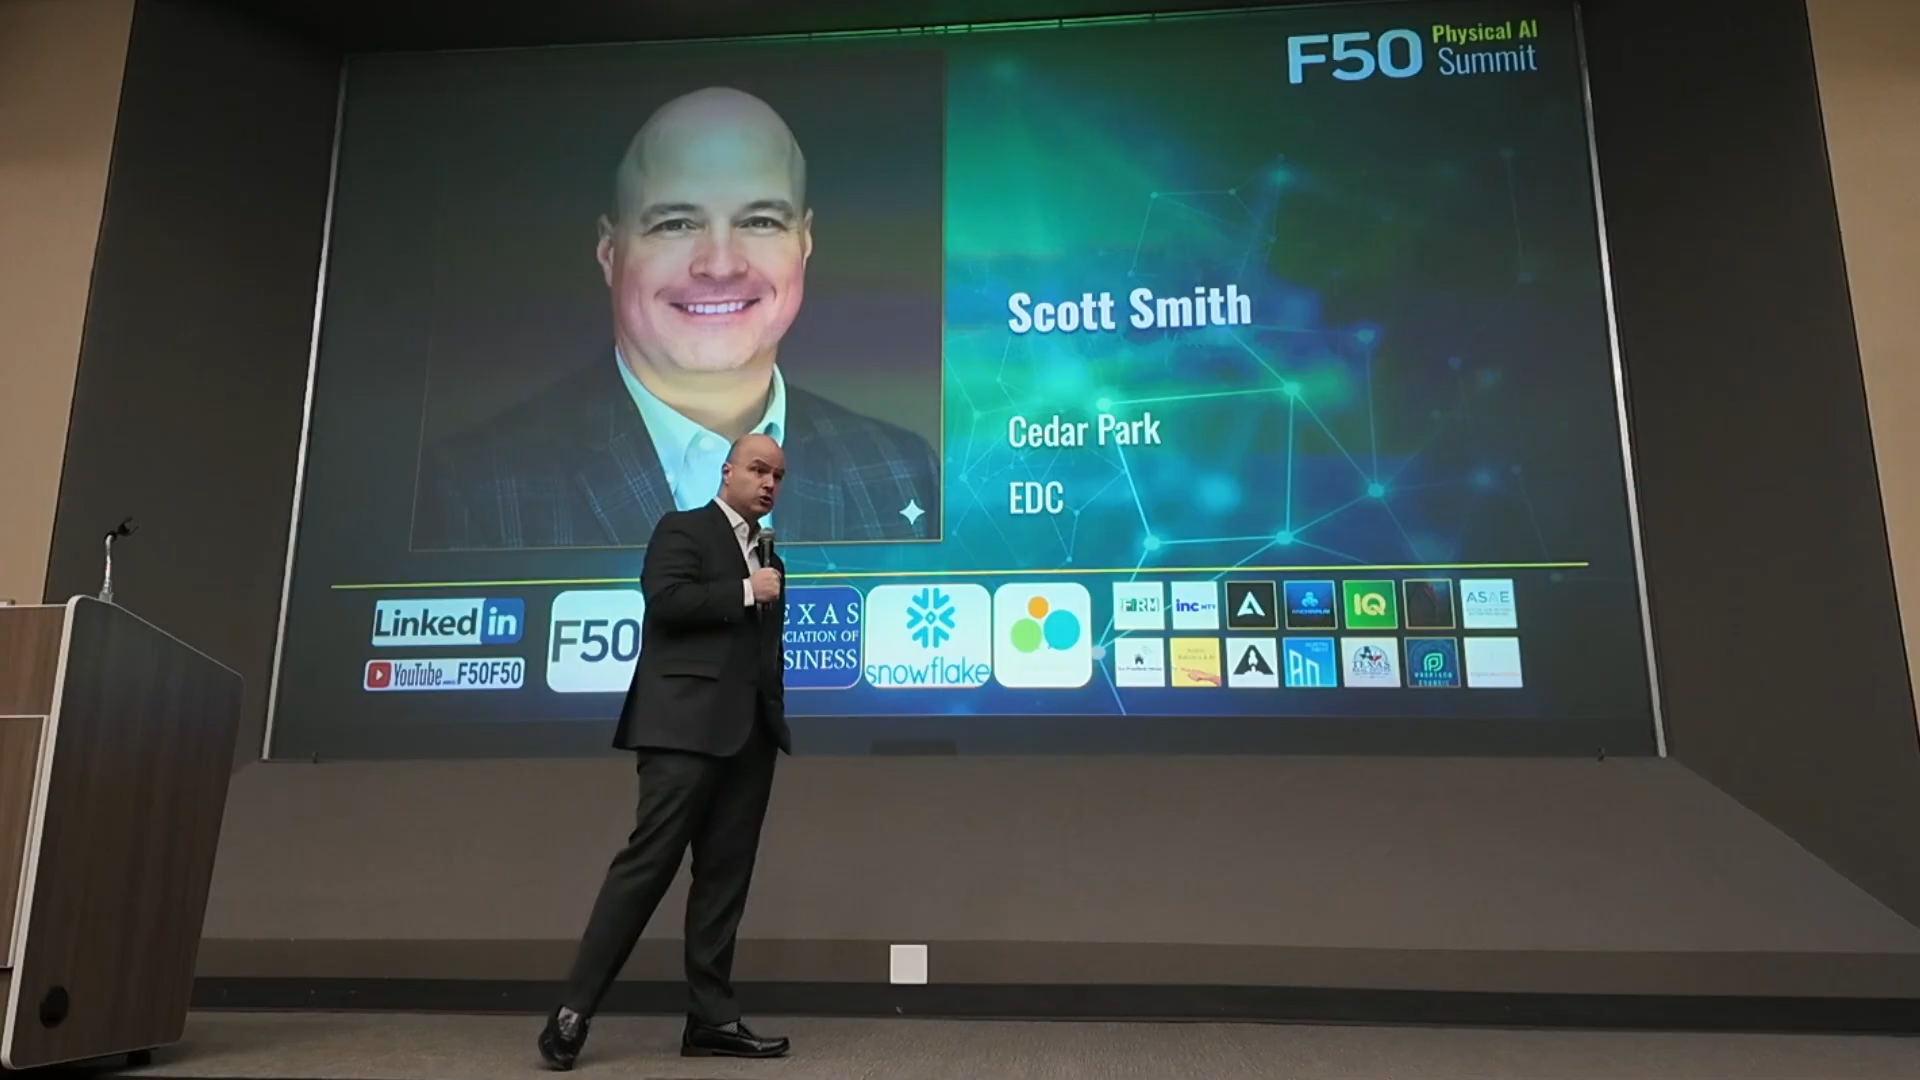 F50 Physical AI
Summit
Scott Smith
Cedar Park
EDC
Linked in
YouTube F50F50
F50
EXAS
CIATION OF
SINESS
snowflake
inc
IQ
ASAE
TEXAS